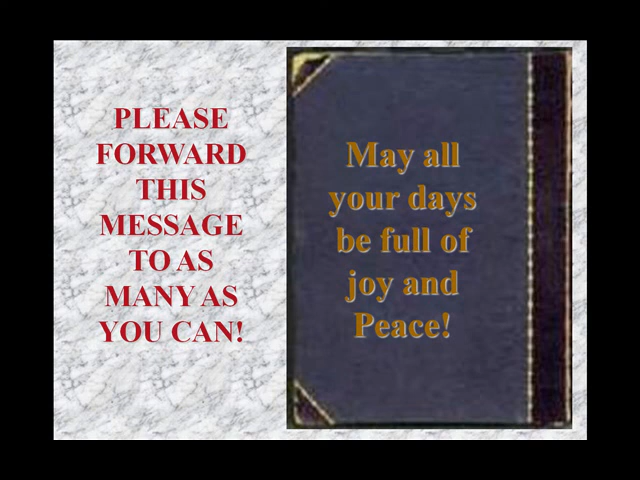 PLEASE
FORWARD
THIS
MESSAGE
TO AS
MANY AS
YOU CAN!
May all
your days
be full of
joy and
Peace!